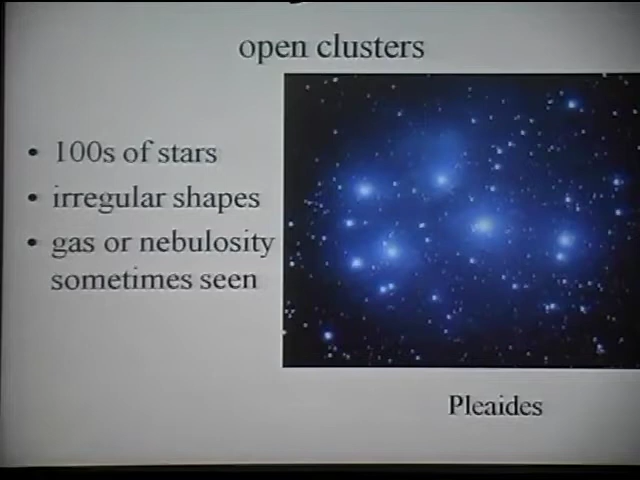 open clusters
• 100s of stars
• irregular shapes
• gas or nebulosity
sometimes seen
Pleaides